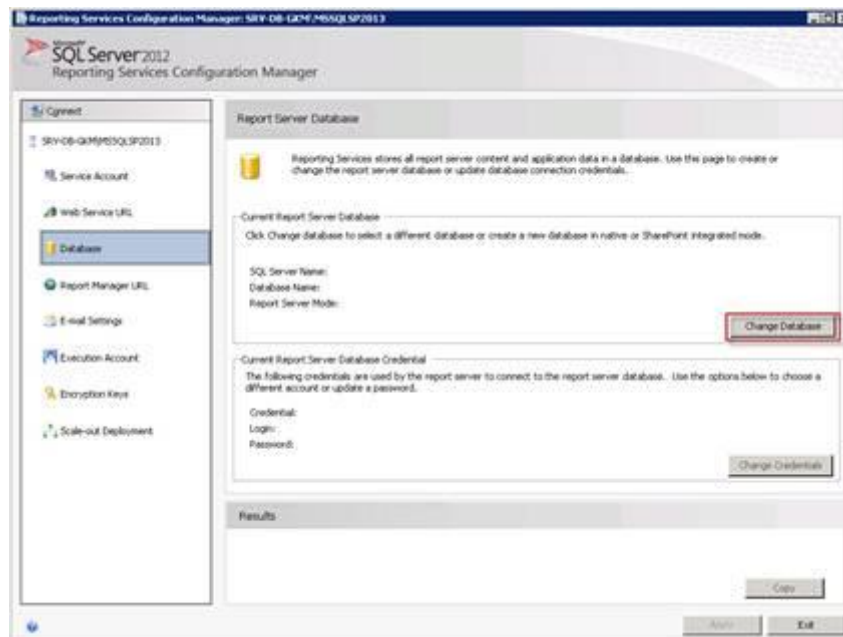 Reporting Services Configuration Manager: SRV-DB-GKM\MSSQLSP2013
Microsoft
SQL Server 2012
Reporting Services Configuration Manager
Connect
SRV-DB-GKM\MSSQLSP2013
Service Account
Web Service URL
Database
Report Manager URL
E-mail Settings
Execution Account
Encryption Keys
Scale-out Deployment
Report Server Database
Reporting Services stores all report server content and application data in a database. Use this page to create or
change the report server database or update database connection credentials.
Current Report Server Database
Click Change database to select a different database or create a new database in native or SharePoint integrated mode.
SQL Server Name:
Database Name:
Report Server Mode:
Change Database
Current Report Server Database Credential
The following credentials are used by the report server to connect to the report server database. Use the options below to choose a
different account or update a password.
Credential:
Login:
Password:
Change Credentials
Results
Copy
Apply
Exit